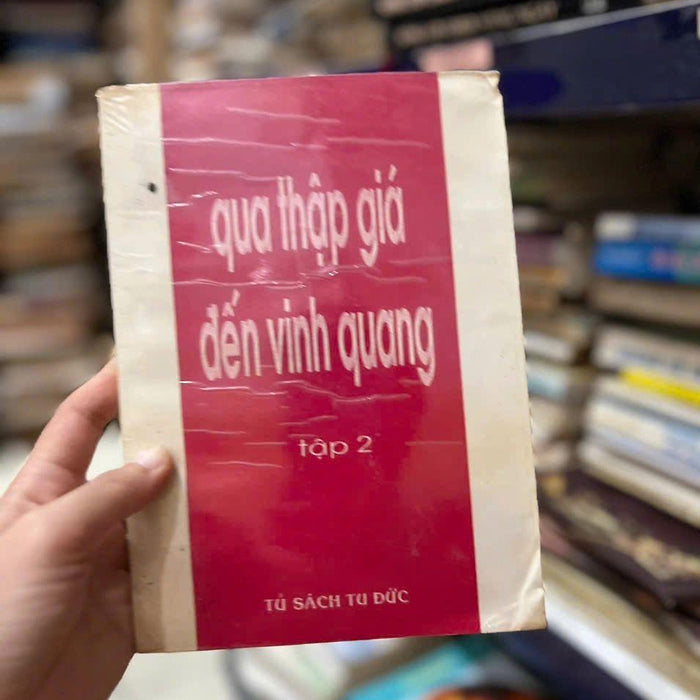 qua thập giá
đến vinh quang
tập 2
TỦ SÁCH TU ĐỨC